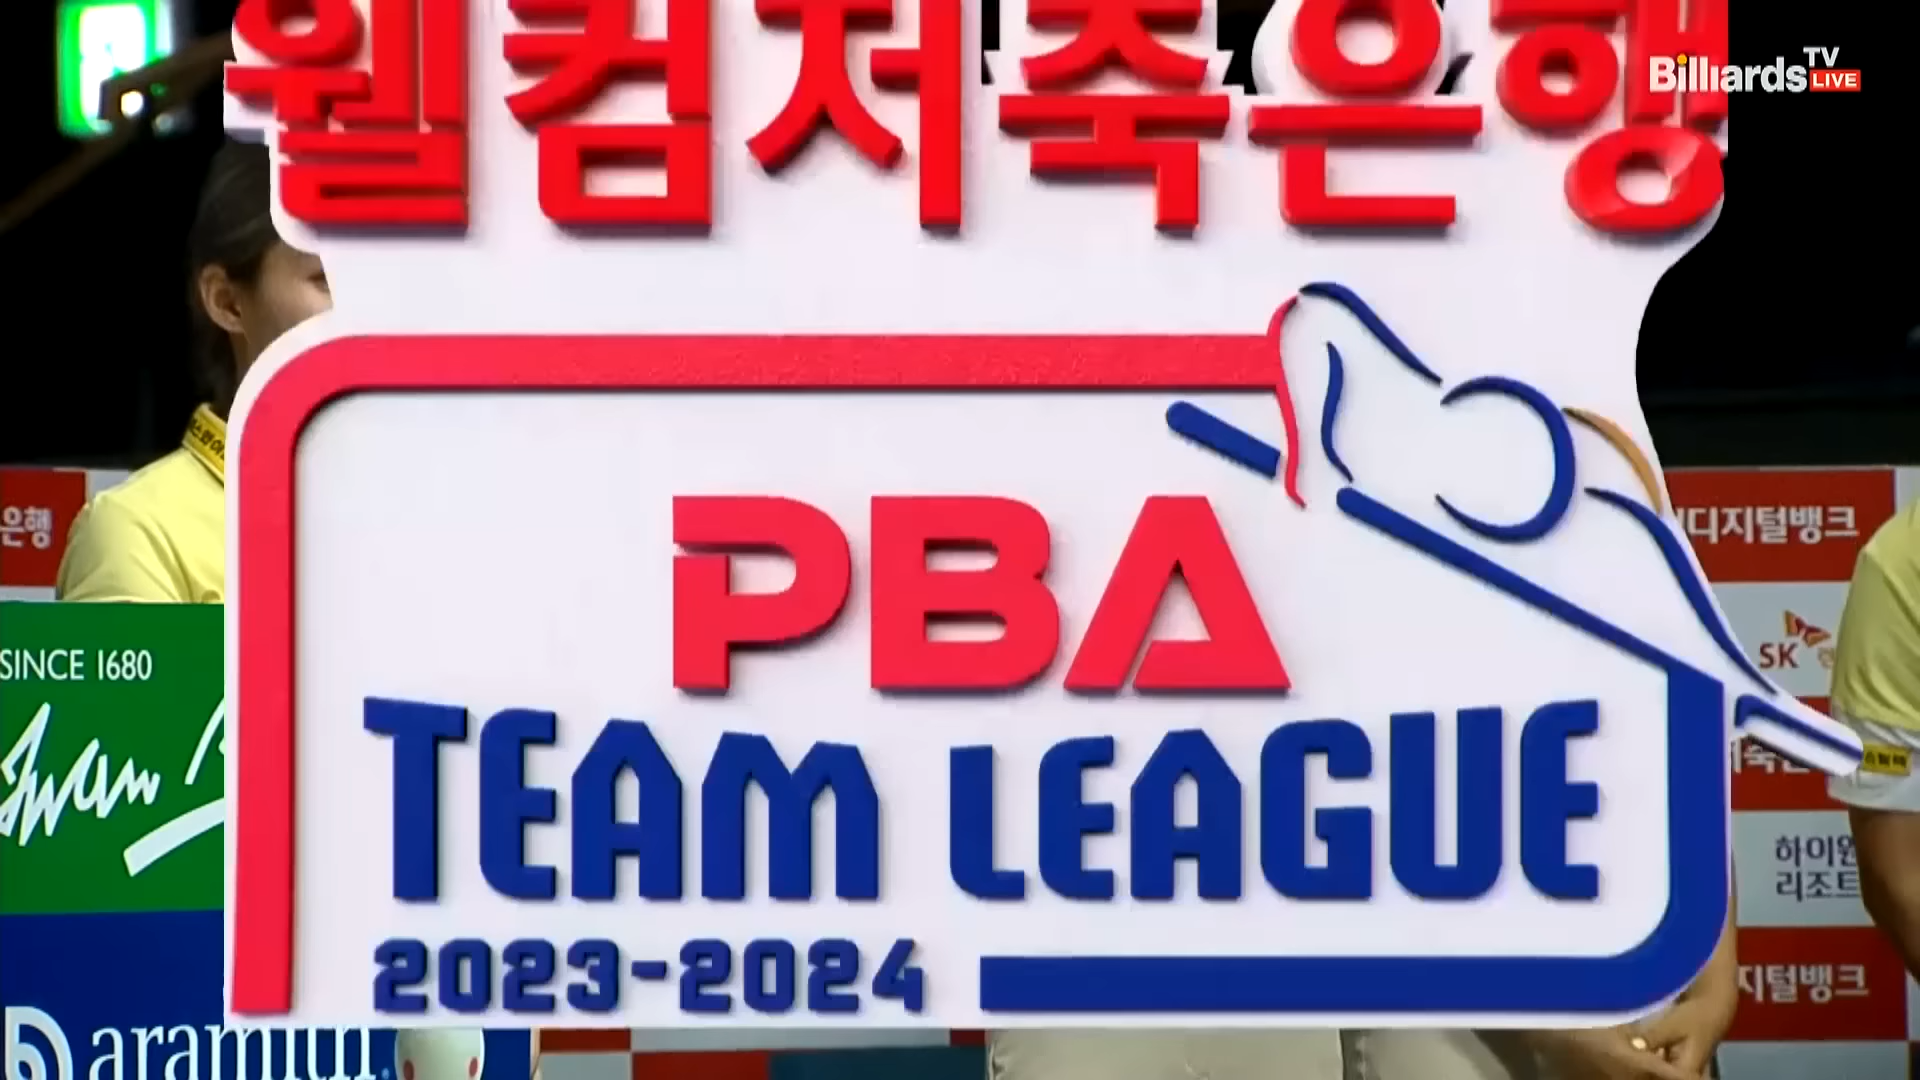 웰컴저축은행
Billiards TV LIVE
은행
디지털뱅크
PBA
SINCE 1680
SK
TEAM LEAGUE
하이원
리조트
2023-2024
지털뱅크
aramith